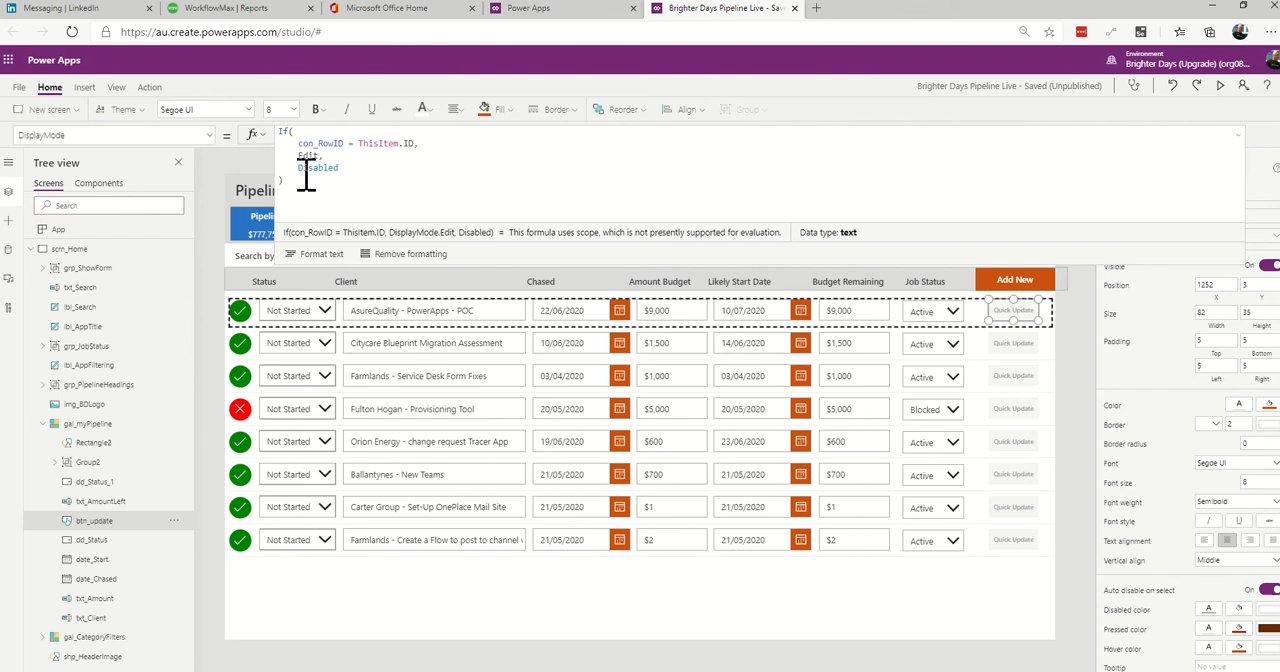 Messaging | LinkedIn
WorkflowMax | Reports
Microsoft Office Home
Power Apps
Brighter Days Pipeline Live - Save
https://au.create.powerapps.com/studio/#
Power Apps
Environment
Brighter Days (Upgrade) (org08...
File Home Insert View Action
Brighter Days Pipeline Live - Saved (Unpublished)
New screen Theme Segoe UI 8 B / U abc A Fill Border Reorder Align Group
DisplayMode = fx
If(
con_RowID = ThisItem.ID,
Edit,
Disabled
)
If(con_RowID = ThisItem.ID, DisplayMode.Edit, Disabled) = This formula uses scope, which is not presently supported for evaluation. Data type: text
Format text Remove formatting
Tree view
Screens Components
Search
App
scrn_Home
grp_ShowForm
txt_Search
lbl_Search
lbl_AppTitle
grp_JobStatus
lbl_AppFiltering
grp_PipelineHeadings
img_BDLogo
gal_myPipeline
Rectangle2
Group2
dd_Status_1
txt_AmountLeft
btn_update ...
dd_Status
date_Start
date_Chased
txt_Amount
txt_Client
gal_CategoryFilters
shp_HeaderImage
Pipelin
Pipelin
$777,7
Search by
Status Client Chased Amount Budget Likely Start Date Budget Remaining Job Status Add New
Not Started AsureQuality - PowerApps - POC 22/06/2020 $9,000 10/07/2020 $9,000 Active Quick Update
Not Started Citycare Blueprint Migration Assessment 10/06/2020 $1,500 14/06/2020 $1,500 Active Quick Update
Not Started Farmlands - Service Desk Form Fixes 03/04/2020 $1,000 03/04/2020 $1,000 Active Quick Update
Not Started Fulton Hogan - Provisioning Tool 20/05/2020 $5,000 20/05/2020 $5,000 Blocked Quick Update
Not Started Orion Energy - change request Tracer App 19/06/2020 $600 23/06/2020 $600 Active Quick Update
Not Started Ballantynes - New Teams 21/05/2020 $700 21/05/2020 $700 Active Quick Update
Not Started Carter Group - Set-Up OnePlace Mail Site 21/05/2020 $1 21/05/2020 $1 Active Quick Update
Not Started Farmlands - Create a Flow to post to channel 21/05/2020 $2 21/05/2020 $2 Active Quick Update
Visible On
Position 1252 3
X Y
Size 82 35
Width Height
Padding 5 5
Top Bottom
5 5
Left Right
Color A
Border 2
Border radius 0
Font Segoe UI
Font size 8
Font weight Semibold
Font style / U
Text alignment
Vertical align Middle
Auto disable on select On
Disabled color A
Pressed color A
Hover color A
Tooltip No value